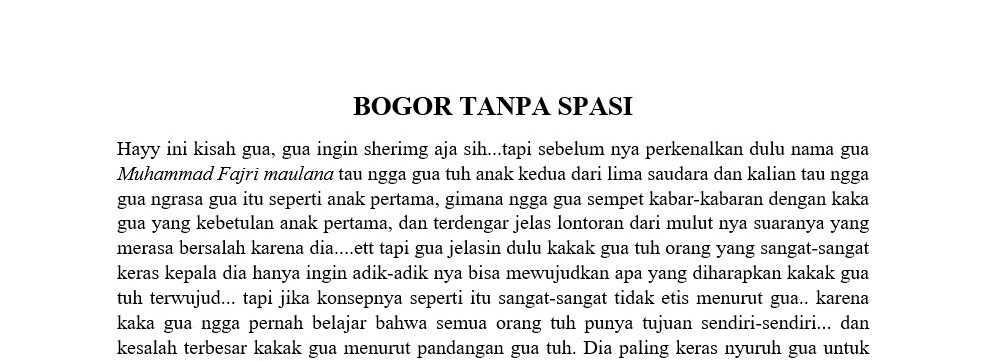 BOGOR TANPA SPASI
Hayy ini kisah gua, gua ingin sherimg aja sih...tapi sebelum nya perkenalkan dulu nama gua
Muhammad Fajri maulana tau ngga gua tuh anak kedua dari lima saudara dan kalian tau ngga
gua ngrasa gua itu seperti anak pertama, gimana ngga gua sempet kabar-kabaran dengan kaka
gua yang kebetulan anak pertama, dan terdengar jelas lontoran dari mulut nya suaranya yang
merasa bersalah karena dia....ett tapi gua jelasin dulu kakak gua tuh orang yang sangat-sangat
keras kepala dia hanya ingin adik-adik nya bisa mewujudkan apa yang diharapkan kakak gua
tuh terwujud... tapi jika konsepnya seperti itu sangat-sangat tidak etis menurut gua.. karena
kaka gua ngga pernah belajar bahwa semua orang tuh punya tujuan sendiri-sendiri... dan
kesalah terbesar kakak gua menurut pandangan gua tuh. Dia paling keras nyuruh gua untuk